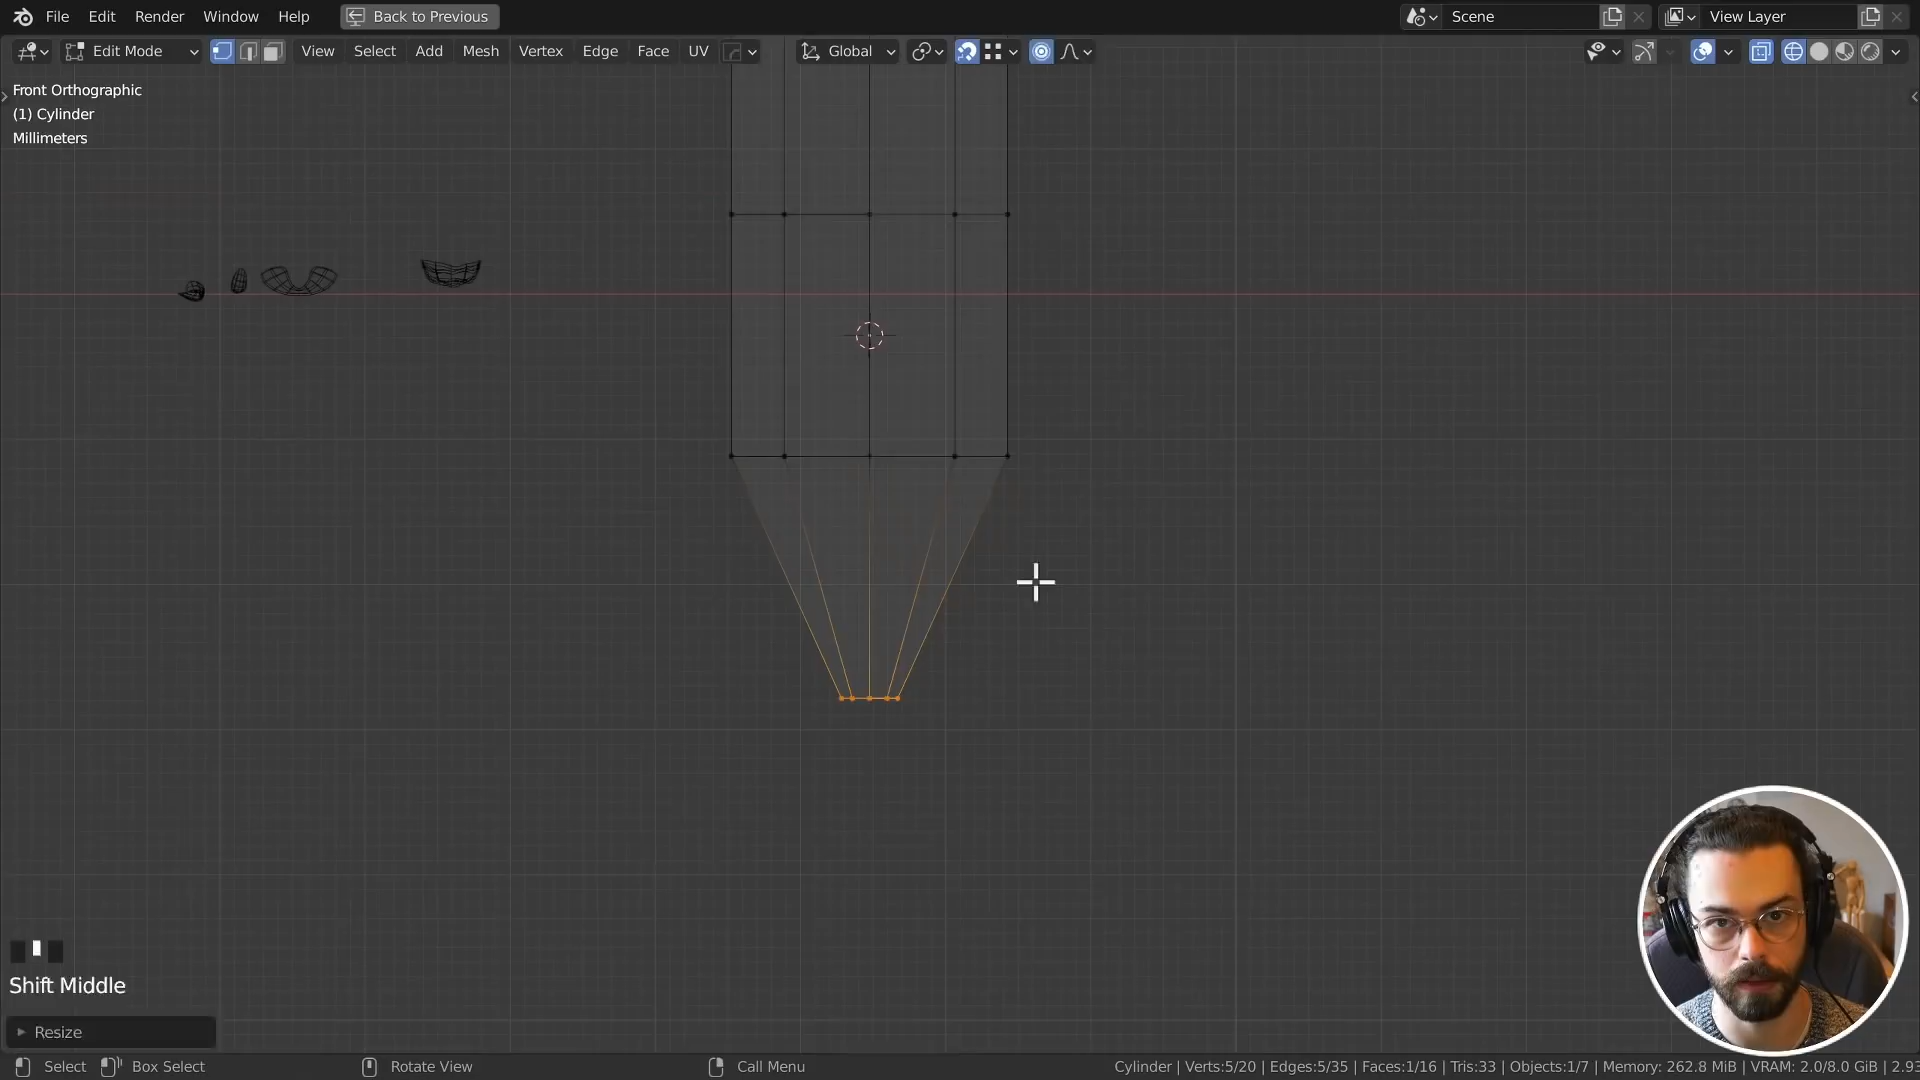 File Edit Render Window Help Back to Previous Scene View Layer
Edit Mode View Select Add Mesh Vertex Edge Face UV Global
Front Orthographic
(1) Cylinder
Millimeters
Shift Middle
Resize
Select Box Select Rotate View Call Menu Cylinder | Verts:5/20 | Edges:5/35 | Faces:1/16 | Tris:33 | Objects:1/7 | Memory: 262.8 MiB | VRAM: 2.0/8.0 GiB | 2.93